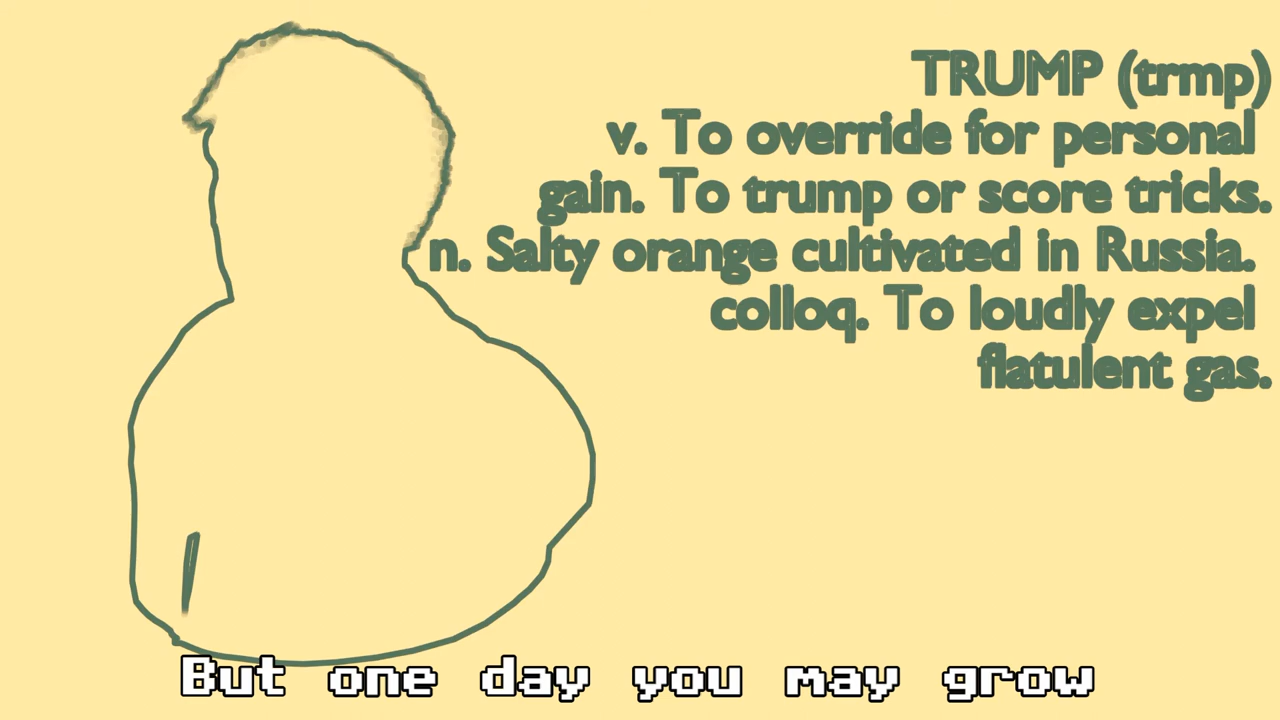 TRUMP (trmp)
v. To override for personal
gain. To trump or score tricks.
n. Salty orange cultivated in Russia.
colloq. To loudly expel
flatulent gas.
But one day you may grow